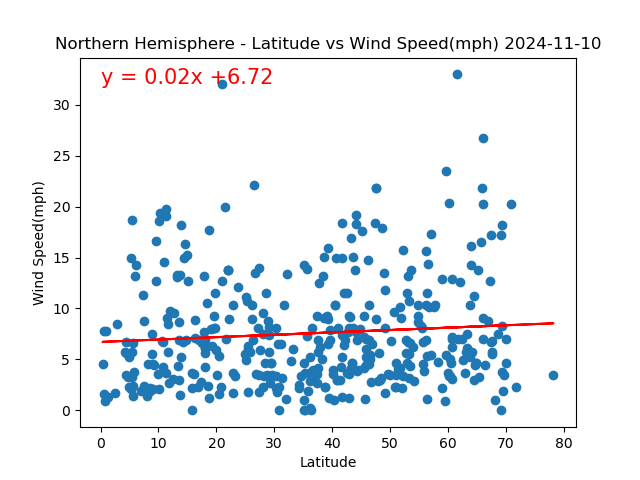 Northern Hemisphere - Latitude vs Wind Speed(mph) 2024-11-10
y = 0.02x +6.72
30
25
20
15
10
5
0
Wind Speed(mph)
0 10 20 30 40 50 60 70 80
Latitude